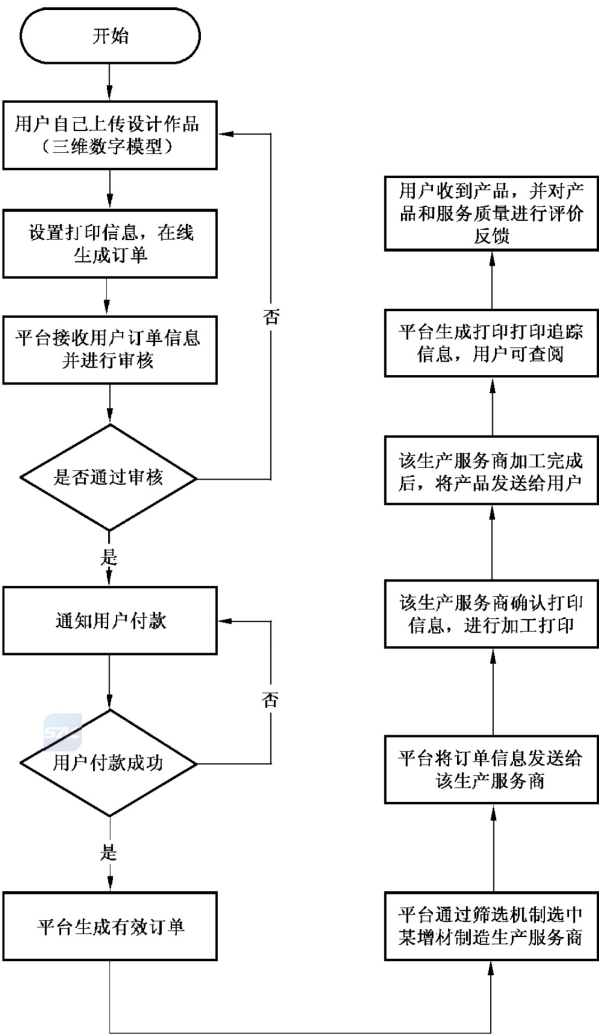 开始
用户自己上传设计作品
（三维数字模型）
设置打印信息，在线
生成订单
平台接收用户订单信息
并进行审核
是否通过审核
否
是
通知用户付款
否
用户付款成功
是
平台生成有效订单
平台通过筛选机制选中
某增材制造生产服务商
平台将订单信息发送给
该生产服务商
该生产服务商确认打印
信息，进行加工打印
该生产服务商加工完成
后，将产品发送给用户
平台生成打印打印追踪
信息，用户可查阅
用户收到产品，并对产
品和服务质量进行评价
反馈